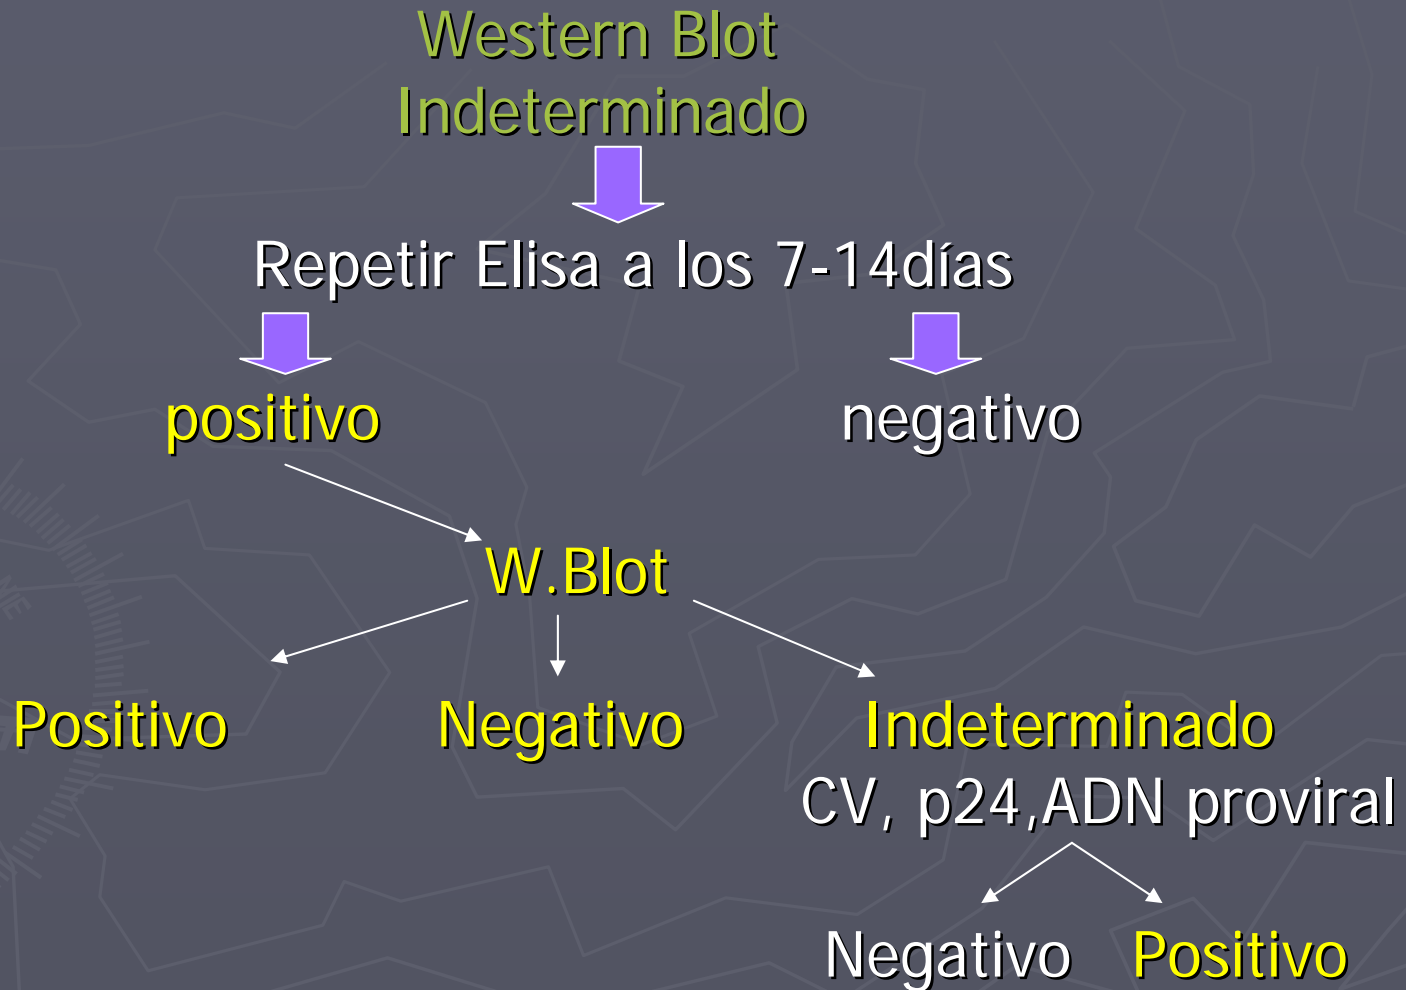 Western Blot
Indeterminado
Repetir Elisa a los 7-14días
positivo negativo
W.Blot
Positivo Negativo Indeterminado
CV, p24,ADN proviral
Negativo Positivo